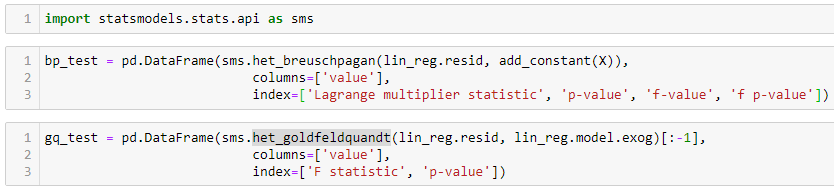 1 import statsmodels.stats.api as sms
1 bp_test = pd.DataFrame(sms.het_breuschpagan(lin_reg.resid, add_constant(X)),
2 columns=['value'],
3 index=['Lagrange multiplier statistic', 'p-value', 'f-value', 'f p-value'])
1 gq_test = pd.DataFrame(sms.het_goldfeldquandt(lin_reg.resid, lin_reg.model.exog)[:-1],
2 columns=['value'],
3 index=['F statistic', 'p-value'])